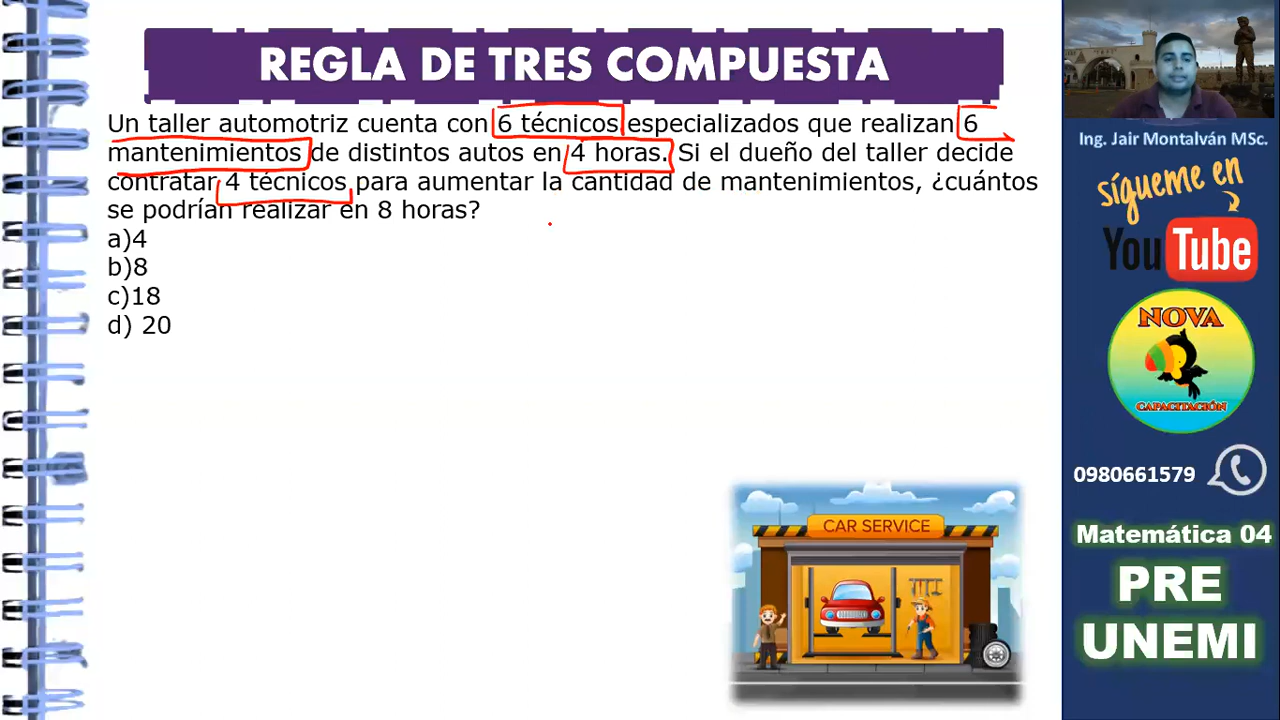 REGLA DE TRES COMPUESTA
Un taller automotriz cuenta con 6 técnicos especializados que realizan 6
mantenimientos de distintos autos en 4 horas. Si el dueño del taller decide
contratar 4 técnicos para aumentar la cantidad de mantenimientos, ¿cuántos
se podrían realizar en 8 horas?
a)4
b)8
c)18
d) 20
CAR SERVICE
Ing. Jair Montalván MSc.
sígueme en
YouTube
NOVA
CAPACITACIÓN
0980661579
Matemática 04
PRE
UNEMI